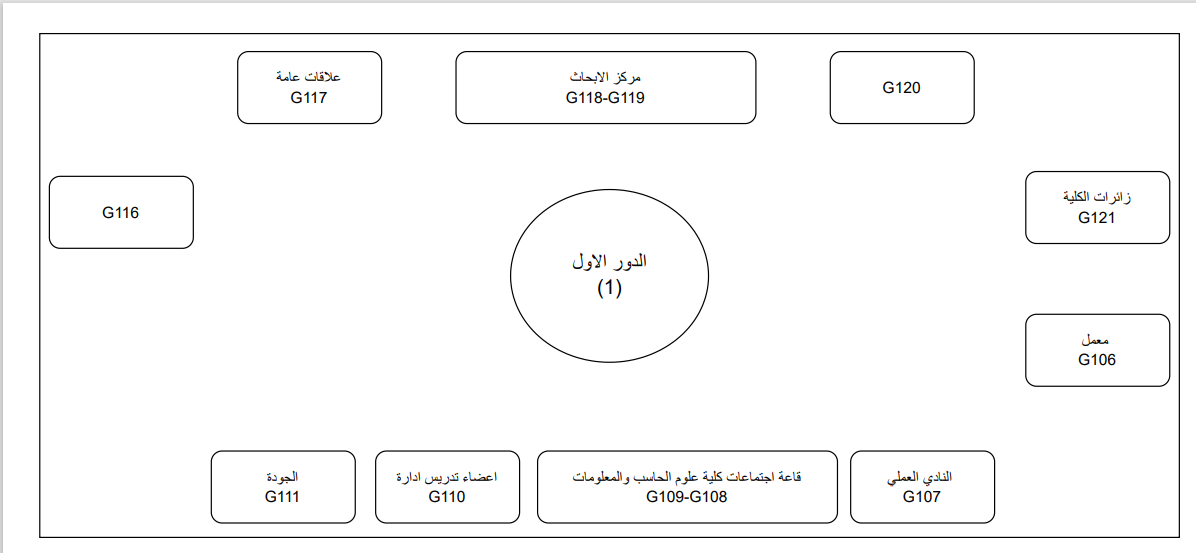 علاقات عامة
G117
مركز الابحاث
G118-G119
G120
G116
زائرات الكلية
G121
الدور الاول
(1)
معمل
G106
الجودة
G111
اعضاء تدريس ادارة
G110
قاعة اجتماعات كلية علوم الحاسب والمعلومات
G109-G108
النادي العملي
G107